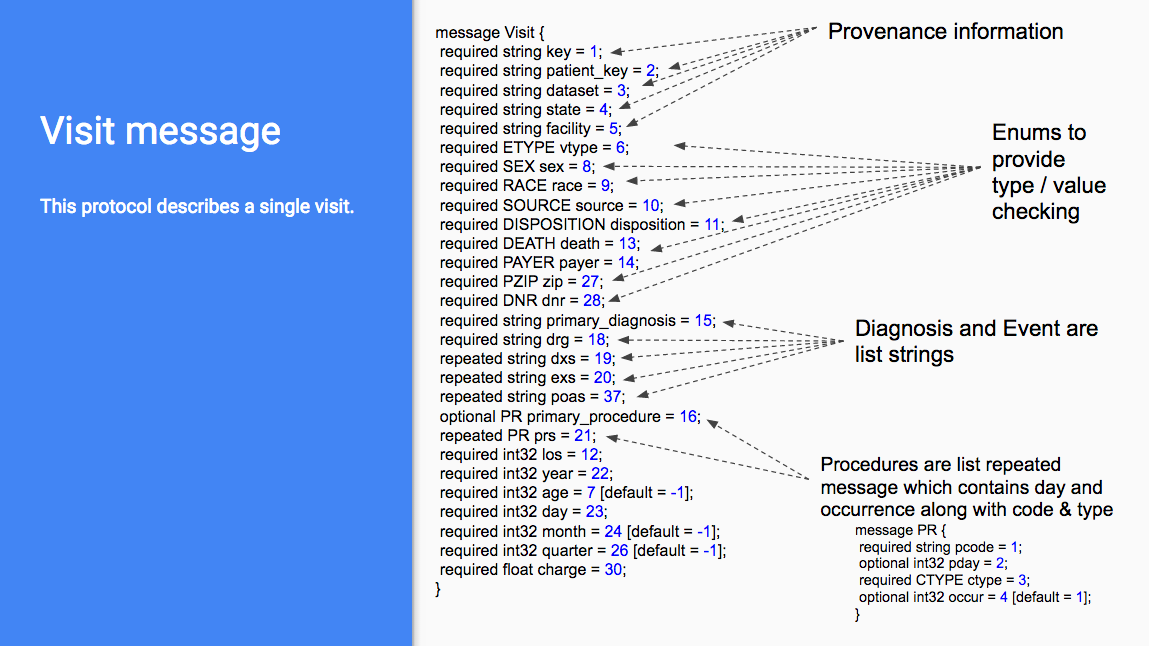 Visit message
This protocol describes a single visit.
message Visit {
required string key = 1;
required string patient_key = 2;
required string dataset = 3;
required string state = 4;
required string facility = 5;
required ETYPE vtype = 6;
required SEX sex = 8;
required RACE race = 9;
required SOURCE source = 10;
required DISPOSITION disposition = 11;
required DEATH death = 13;
required PAYER payer = 14;
required PZIP zip = 27;
required DNR dnr = 28;
required string primary_diagnosis = 15;
required string drg = 18;
repeated string dxs = 19;
repeated string exs = 20;
repeated string poas = 37;
optional PR primary_procedure = 16;
repeated PR prs = 21;
required int32 los = 12;
required int32 year = 22;
required int32 age = 7 [default = -1];
required int32 day = 23;
required int32 month = 24 [default = -1];
required int32 quarter = 26 [default = -1];
required float charge = 30;
}
Provenance information
Enums to
provide
type / value
checking
Diagnosis and Event are
list strings
Procedures are list repeated
message which contains day and
occurrence along with code & type
message PR {
required string pcode = 1;
optional int32 pday = 2;
required CTYPE ctype = 3;
optional int32 occur = 4 [default = 1];
}